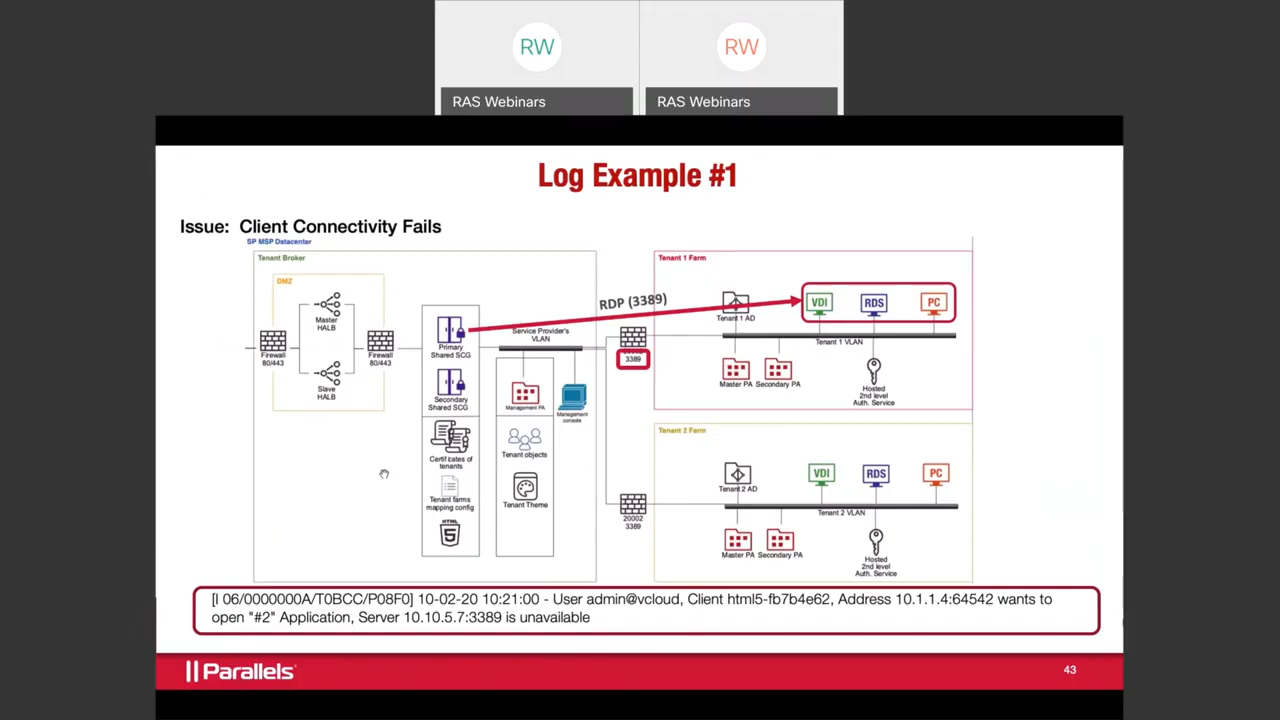 RW
RW
RAS Webinars
RAS Webinars
Log Example #1
Issue: Client Connectivity Fails
SP MSP Datacenter
Tenant Broker
DMZ
Firewall
80/443
Master
HALB
Slave
HALB
Firewall
80/443
Primary
Shared SCG
Secondary
Shared SCG
Certificates of
tenants
Tenant farms
mapping config
HTML
5
Service Provider's
VLAN
Management PA
Management
console
Tenant objects
Tenant Theme
RDP (3389)
3389
20002
3389
Tenant 1 Farm
Tenant 1 AD
VDI
RDS
PC
Tenant 1 VLAN
Master PA
Secondary PA
Hosted
2nd level
Auth. Service
Tenant 2 Farm
Tenant 2 AD
VDI
RDS
PC
Tenant 2 VLAN
Master PA
Secondary PA
Hosted
2nd level
Auth. Service
[I 06/0000000A/T0BCC/P08F0] 10-02-20 10:21:00 - User admin@vcloud, Client html5-fb7b4e62, Address 10.1.1.4:64542 wants to
open "#2" Application, Server 10.10.5.7:3389 is unavailable
Parallels
43